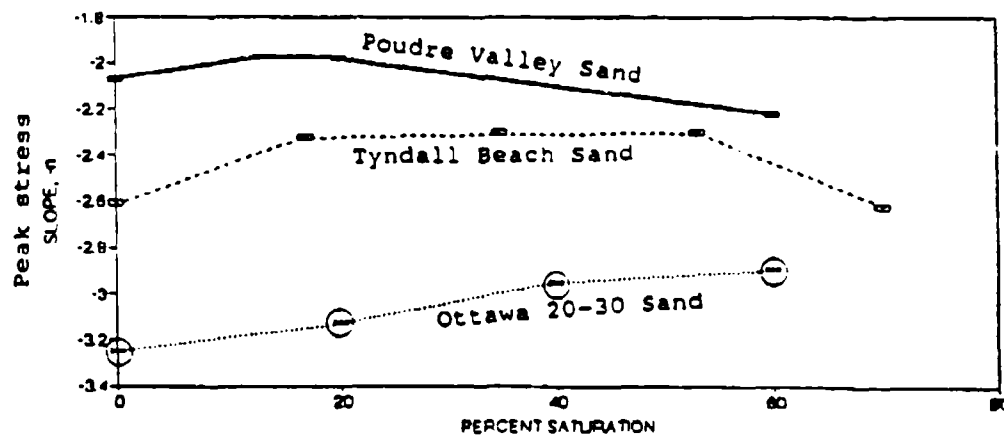 -1.8
-2
-2.2
-2.4
-2.6
-2.8
-3
-3.2
-3.4
Peak stress
SLOPE, -n
Poudre Valley Sand
Tyndall Beach Sand
Ottawa 20-30 Sand
0
20
40
60
80
PERCENT SATURATION